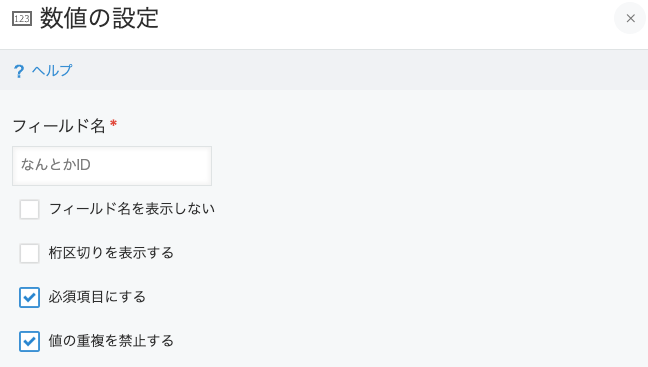 123 数値の設定
×
? ヘルプ
フィールド名 *
なんとかID
フィールド名を表示しない
桁区切りを表示する
必須項目にする
値の重複を禁止する